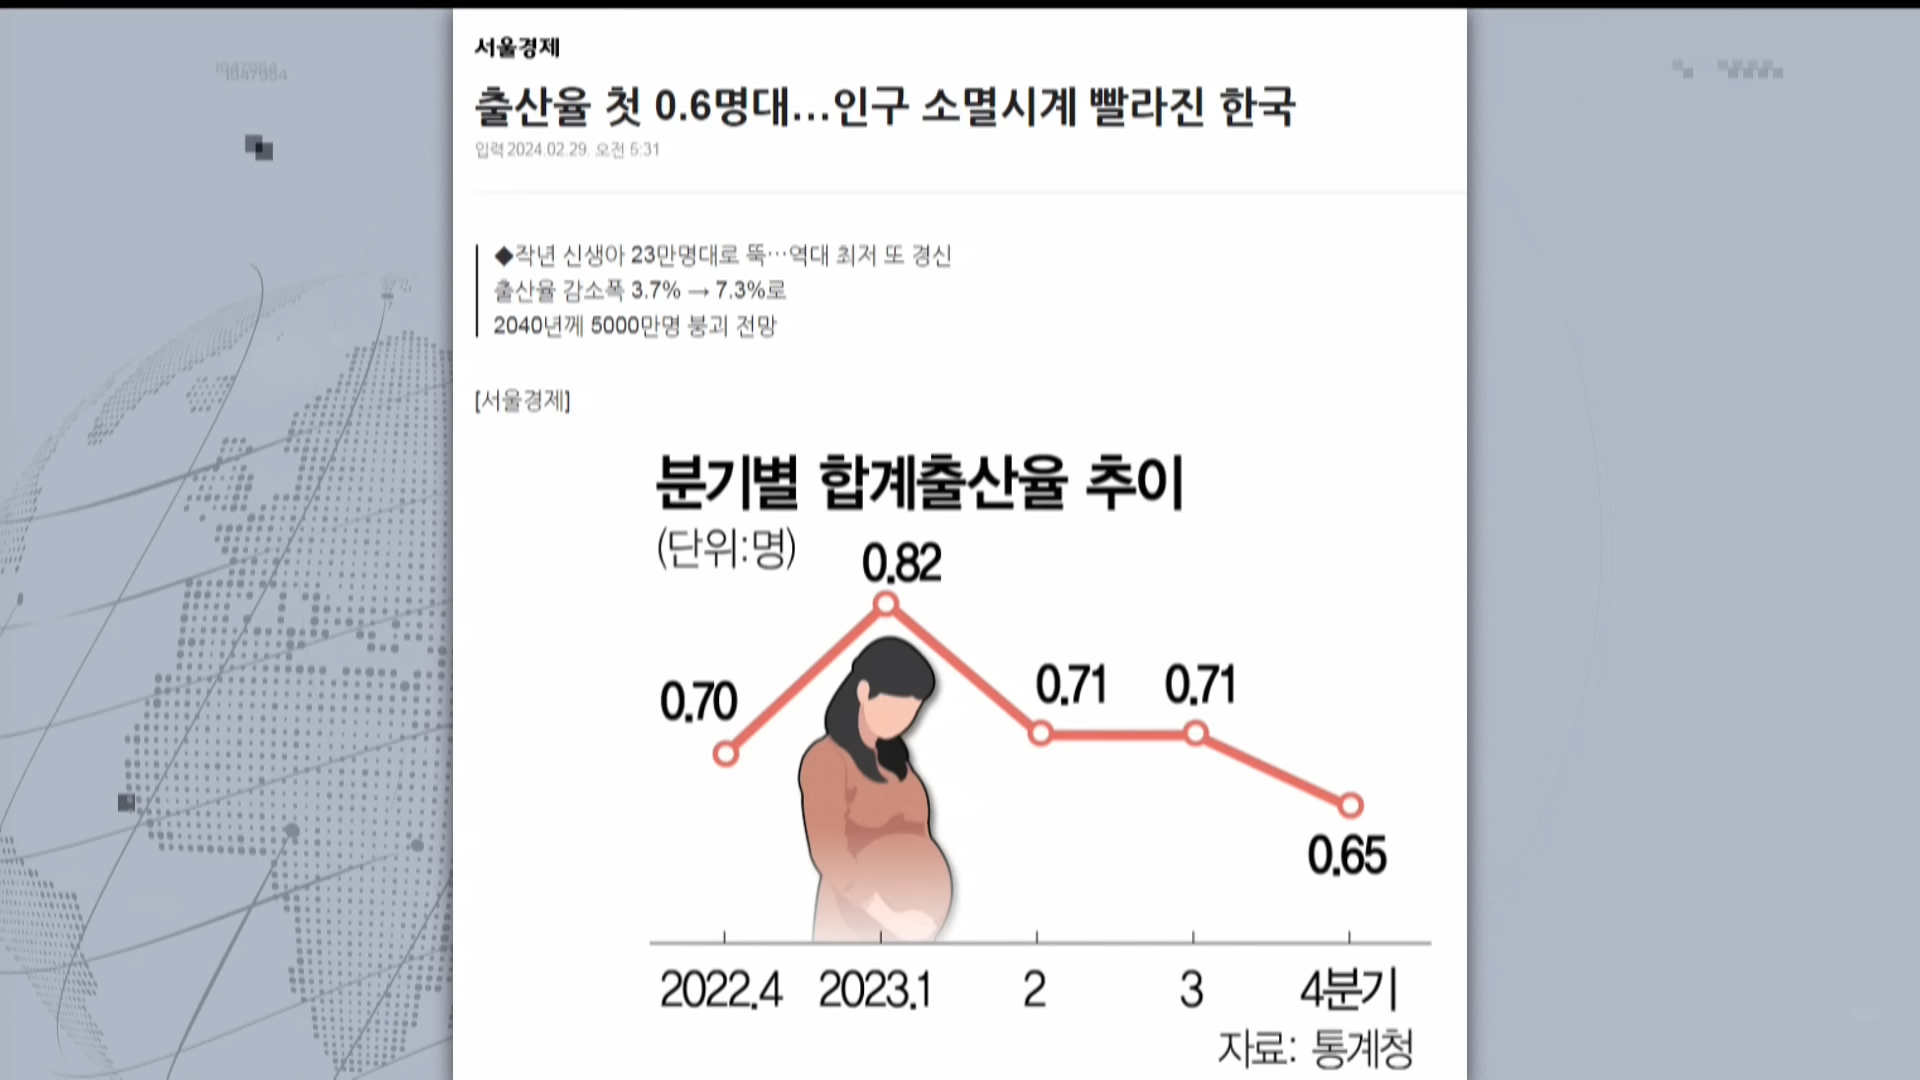 1047954
1047954
서울경제
출산율 첫 0.6명대...인구 소멸시계 빨라진 한국
입력 2024.02.29. 오전 5:31
◆작년 신생아 23만명대로 뚝…역대 최저 또 경신
출산율 감소폭 3.7% → 7.3%로
2040년께 5000만명 붕괴 전망
[서울경제]
분기별 합계출산율 추이
(단위:명)
0.82
0.70
0.71
0.71
0.65
2022.4 2023.1 2 3 4분기
자료: 통계청